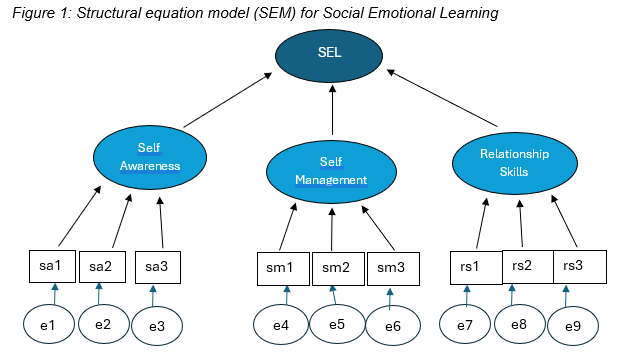 Figure 1: Structural equation model (SEM) for Social Emotional Learning
SEL
Self
Awareness
Self
Management
Relationship
Skills
sa1 sa2 sa3 sm1 sm2 sm3 rs1 rs2 rs3
e1 e2 e3 e4 e5 e6 e7 e8 e9